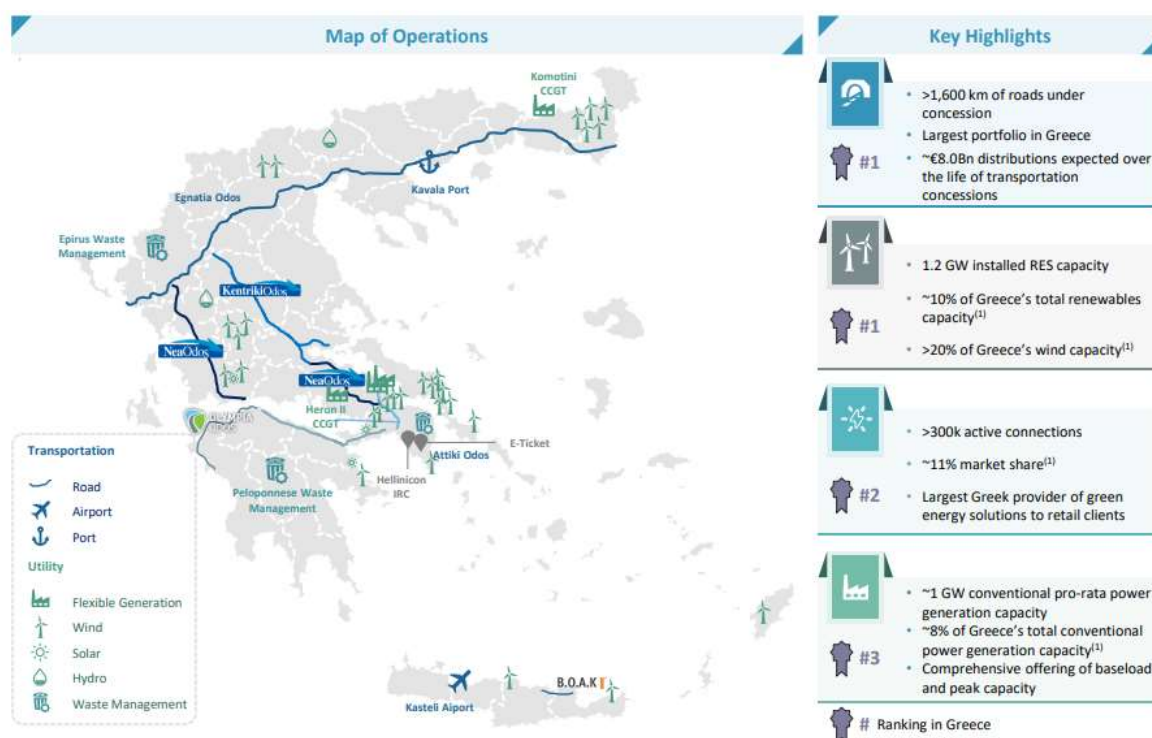 Map of Operations
Komotini
CCGT
Kavala Port
Egnatia Odos
Epirus Waste
Management
KentrikiOdos
NeaOdos
NeaOdos
Heron II
CCGT
OLYMPIA
ODOS
E-Ticket
Attiki Odos
Hellinicon
IRC
Peloponnese Waste
Management
B.O.A.K
Kasteli Aiport
Transportation
Road
Airport
Port
Utility
Flexible Generation
Wind
Solar
Hydro
Waste Management
Key Highlights
#1
• >1,600 km of roads under
concession
• Largest portfolio in Greece
• ~€8.0Bn distributions expected over
the life of transportation
concessions
#1
• 1.2 GW installed RES capacity
• ~10% of Greece's total renewables
capacity(1)
• >20% of Greece's wind capacity(1)
#2
• >300k active connections
• ~11% market share(1)
• Largest Greek provider of green
energy solutions to retail clients
#3
• ~1 GW conventional pro-rata power
generation capacity
• ~8% of Greece's total conventional
power generation capacity(1)
• Comprehensive offering of baseload
and peak capacity
# Ranking in Greece